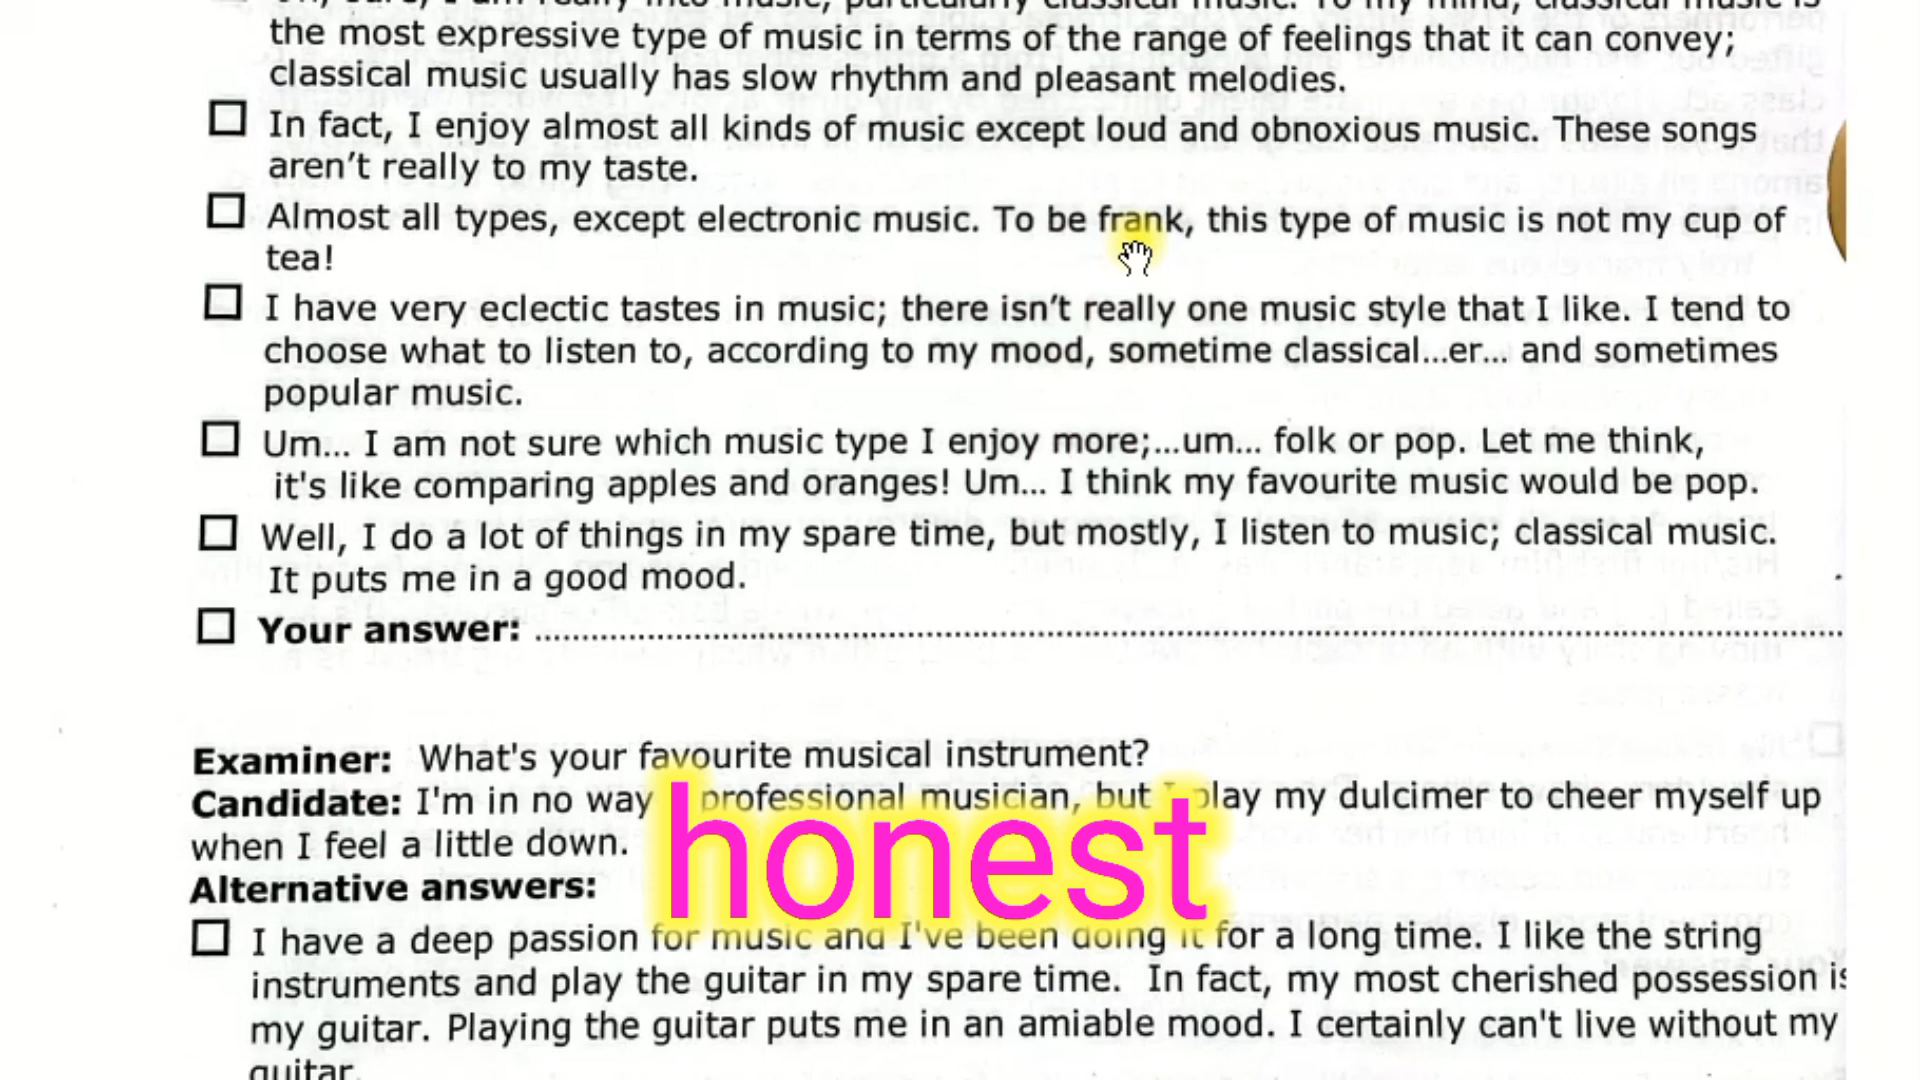 the most expressive type of music in terms of the range of feelings that it can convey;
classical music usually has slow rhythm and pleasant melodies.
In fact, I enjoy almost all kinds of music except loud and obnoxious music. These songs
aren’t really to my taste.
Almost all types, except electronic music. To be frank, this type of music is not my cup of
tea!
I have very eclectic tastes in music; there isn’t really one music style that I like. I tend to
choose what to listen to, according to my mood, sometime classical...er... and sometimes
popular music.
Um... I am not sure which music type I enjoy more;...um... folk or pop. Let me think,
it's like comparing apples and oranges! Um... I think my favourite music would be pop.
Well, I do a lot of things in my spare time, but mostly, I listen to music; classical music.
It puts me in a good mood.
Your answer: ................................................................
Examiner: What's your favourite musical instrument?
Candidate: I'm in no way professional musician, but I play my dulcimer to cheer myself up
when I feel a little down.
honest
Alternative answers:
I have a deep passion for music and I've been doing it for a long time. I like the string
instruments and play the guitar in my spare time. In fact, my most cherished possession is
my guitar. Playing the guitar puts me in an amiable mood. I certainly can't live without my
guitar.